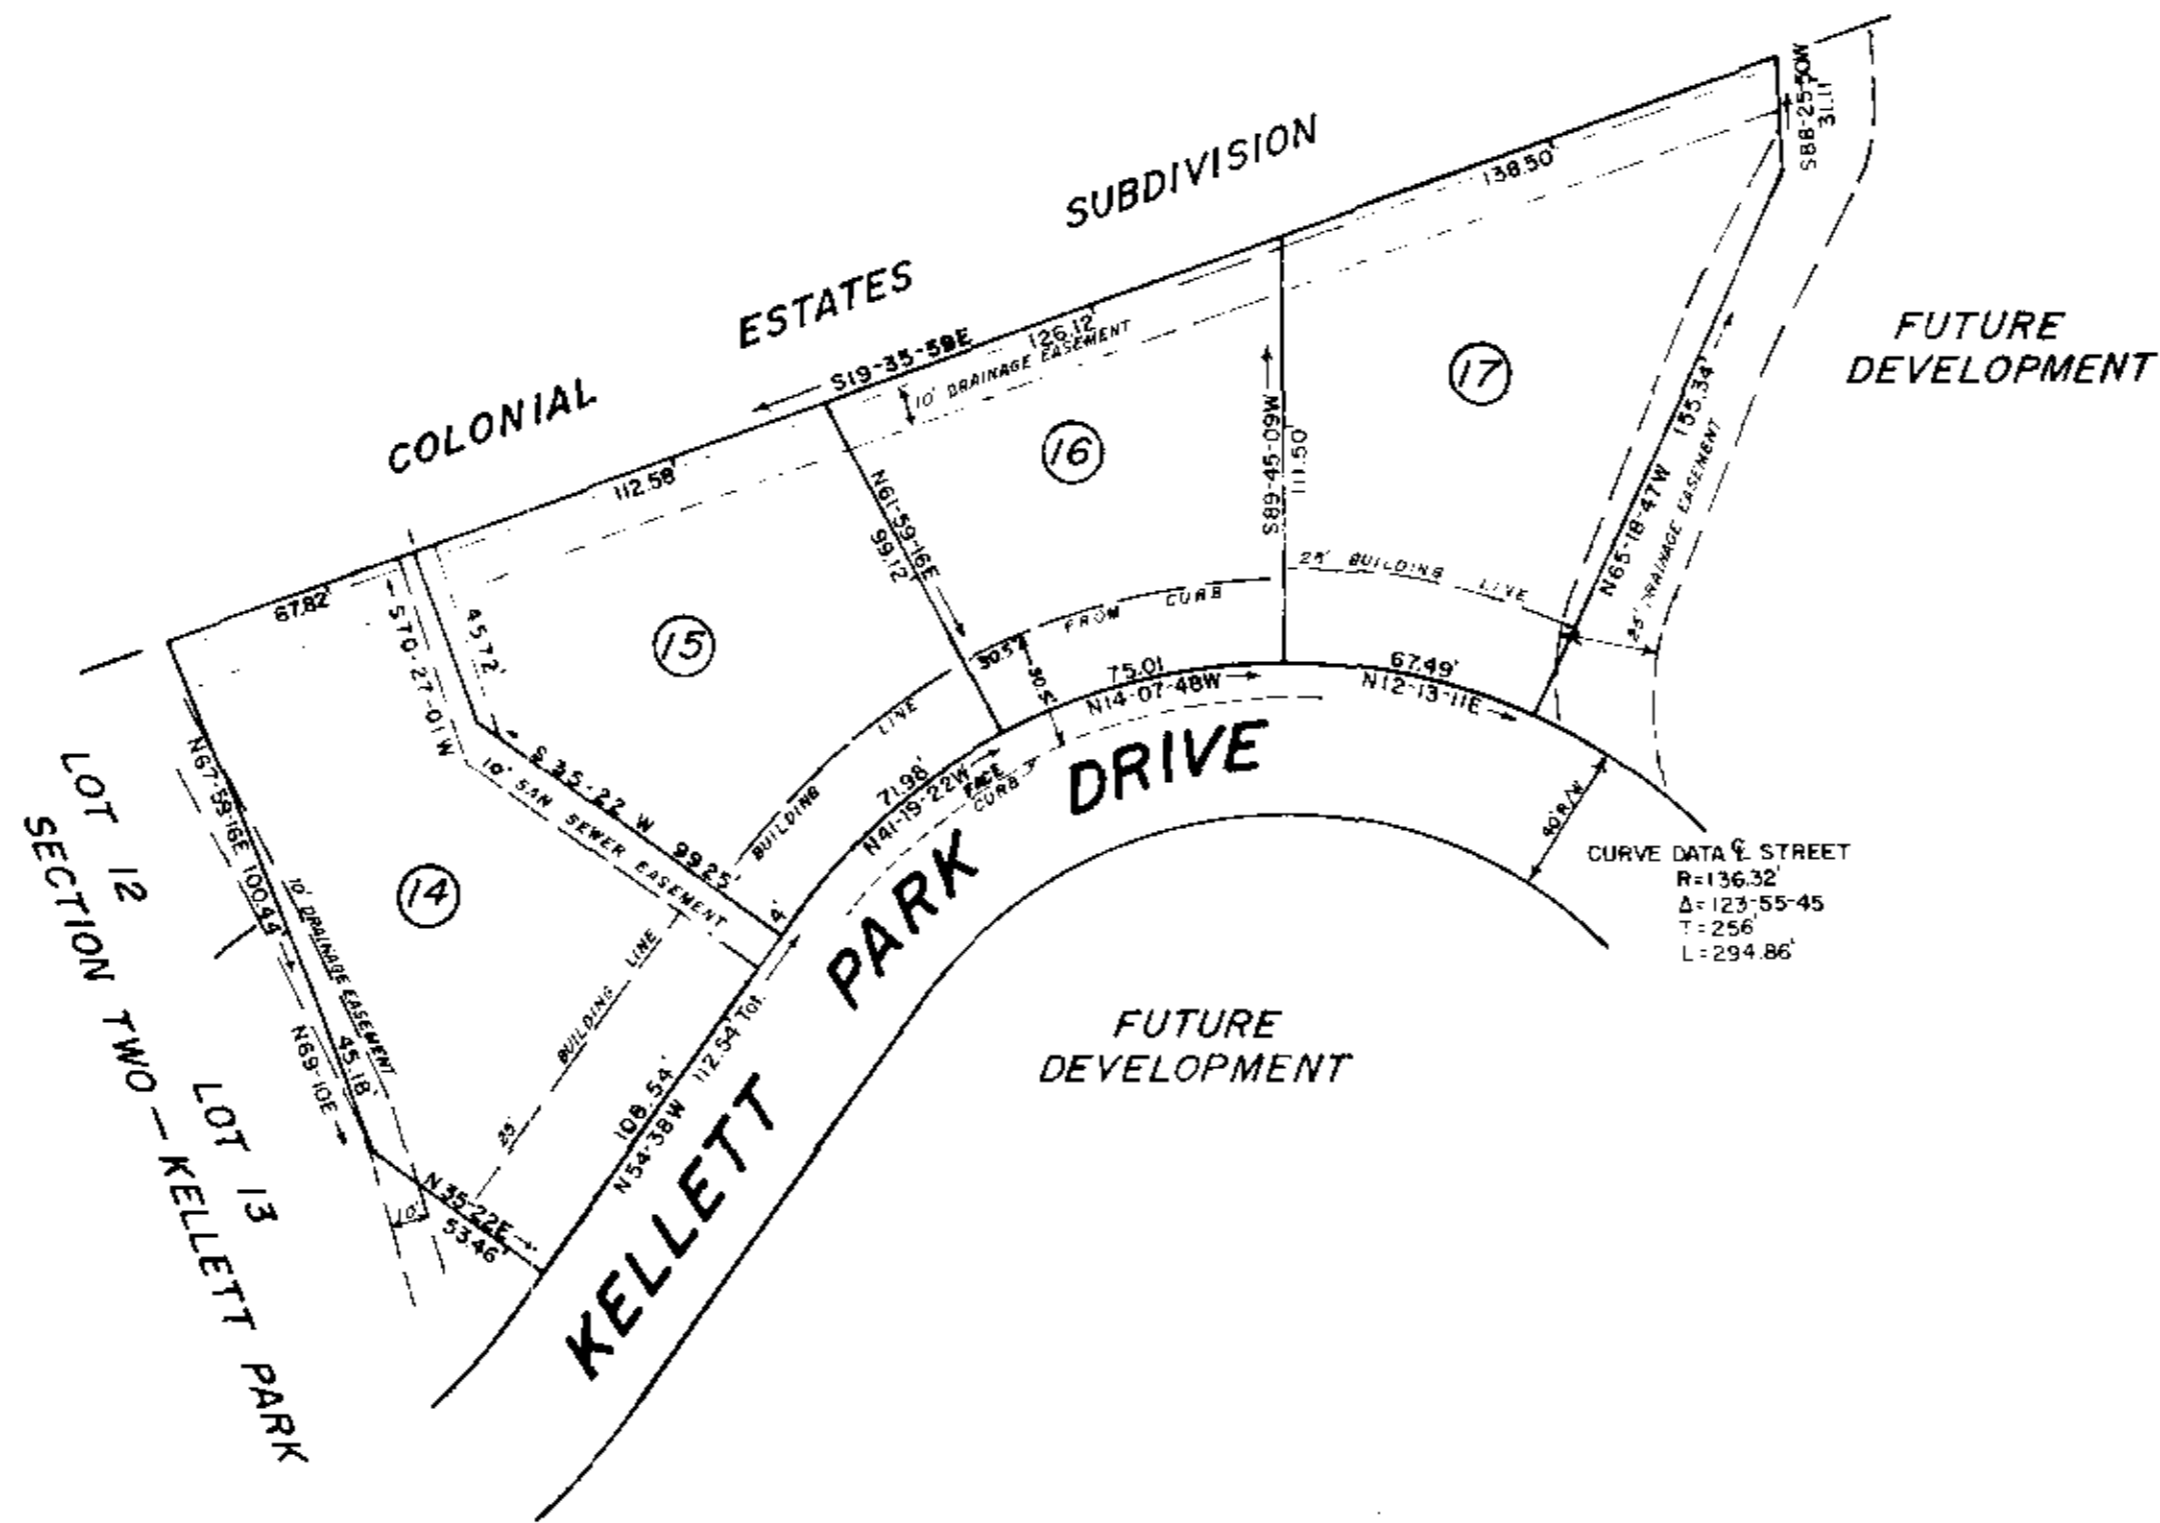 COLONIAL ESTATES SUBDIVISION
S88-25-50W
31.11'
138.50'
126.12'
S19-35-59E
10' DRAINAGE EASEMENT
112.58'
67.82'
FUTURE
DEVELOPMENT
17
16
15
14
S89-45-09W
111.50'
N61-59-16E
99.12'
N65-18-47W 155.34'
25' DRAINAGE EASEMENT
25' BUILDING LINE
BUILDING LINE FROM CURB
30.5'
30.5'
45.72'
S70-27-01W
75.01
N14-07-48W
67.49'
N12-13-11E
71.98'
N41-19-22W
FACE
CURB
S 35-22 W 99.25'
10' SAN SEWER EASEMENT
4'
40' R/W
CURVE DATA ℄ STREET
R=136.32'
Δ=123-55-45
T=256'
L=294.86'
LOT 12
SECTION TWO — KELLETT PARK
LOT 13
N67-59-16E 100.44'
10' DRAINAGE EASEMENT
N69-10E
45.18'
25' BUILDING LINE
108.54'
112.54' Tot.
N54-38W
N 35-22E
53.46'
10'
KELLETT PARK DRIVE
FUTURE
DEVELOPMENT